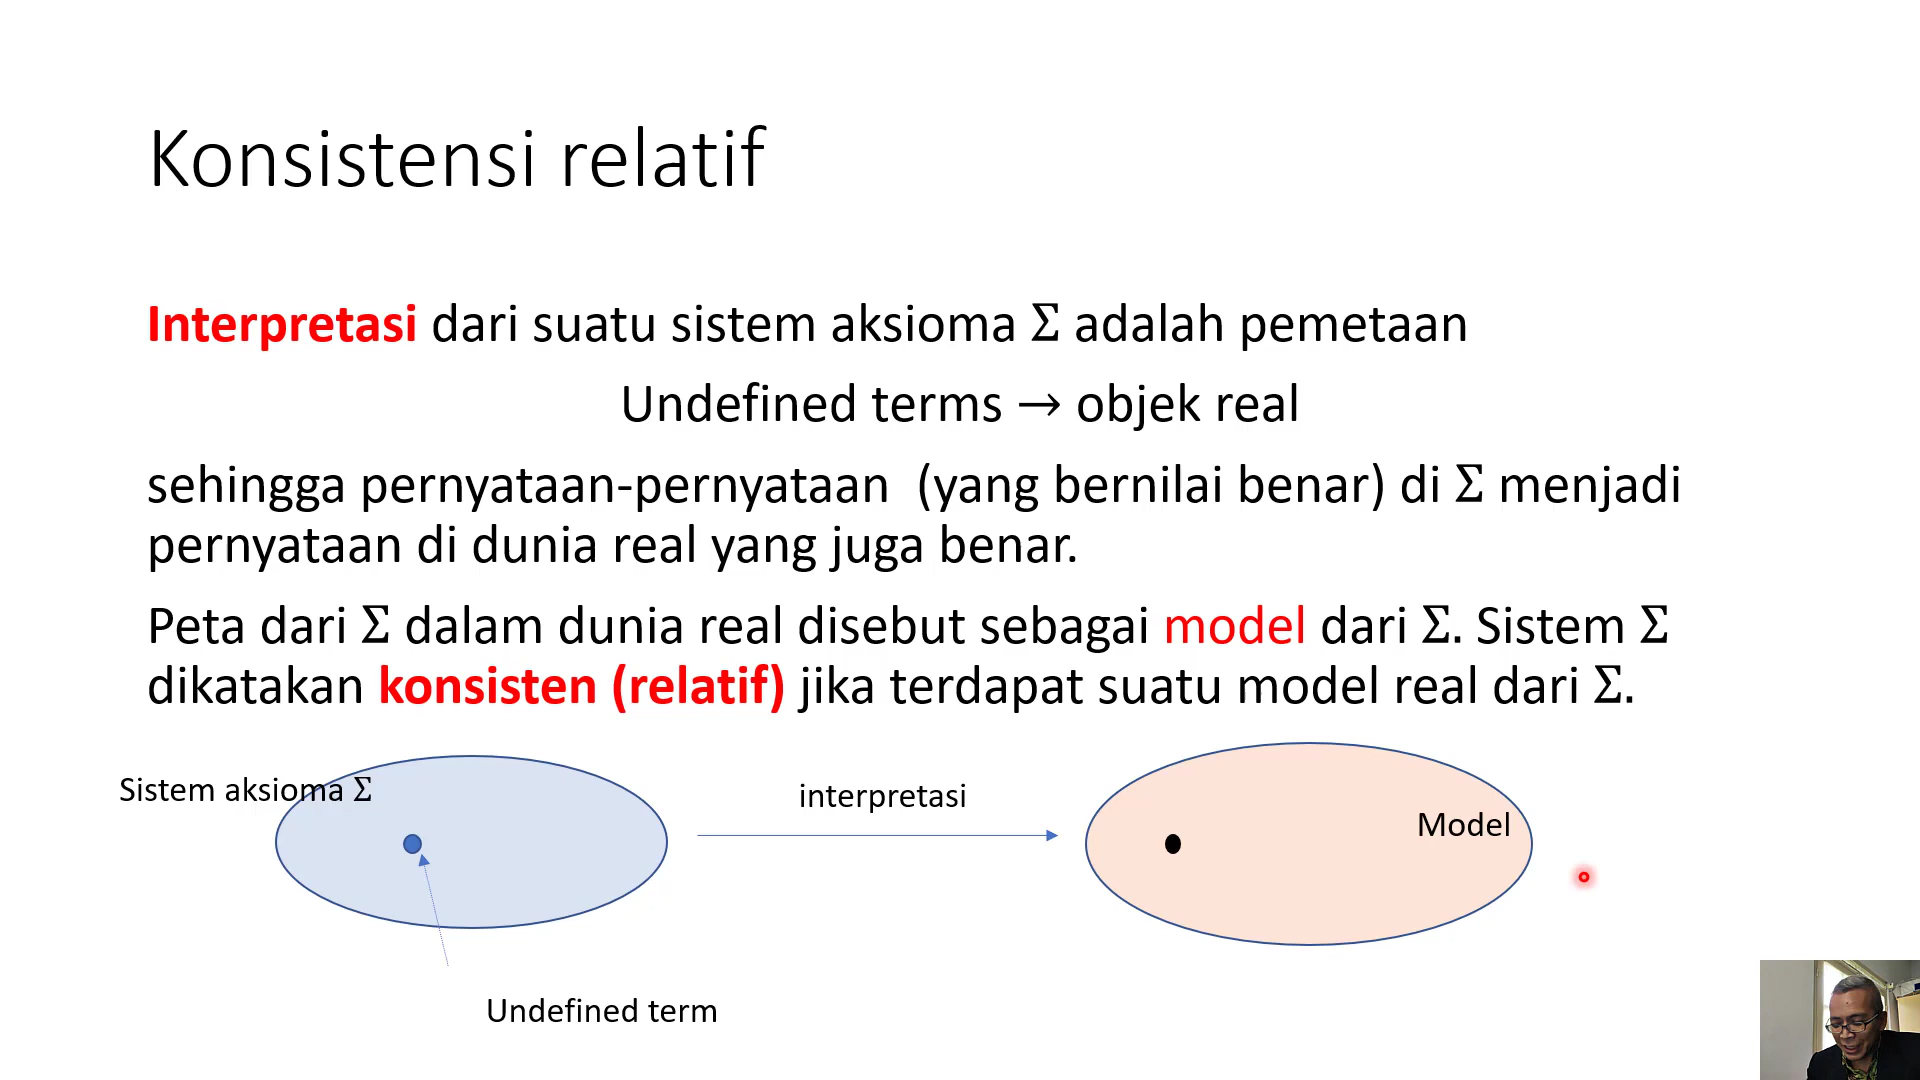 Konsistensi relatif
Interpretasi dari suatu sistem aksioma Σ adalah pemetaan
Undefined terms → objek real
sehingga pernyataan-pernyataan (yang bernilai benar) di Σ menjadi
pernyataan di dunia real yang juga benar.
Peta dari Σ dalam dunia real disebut sebagai model dari Σ. Sistem Σ
dikatakan konsisten (relatif) jika terdapat suatu model real dari Σ.
Sistem aksioma Σ
interpretasi
Model
Undefined term